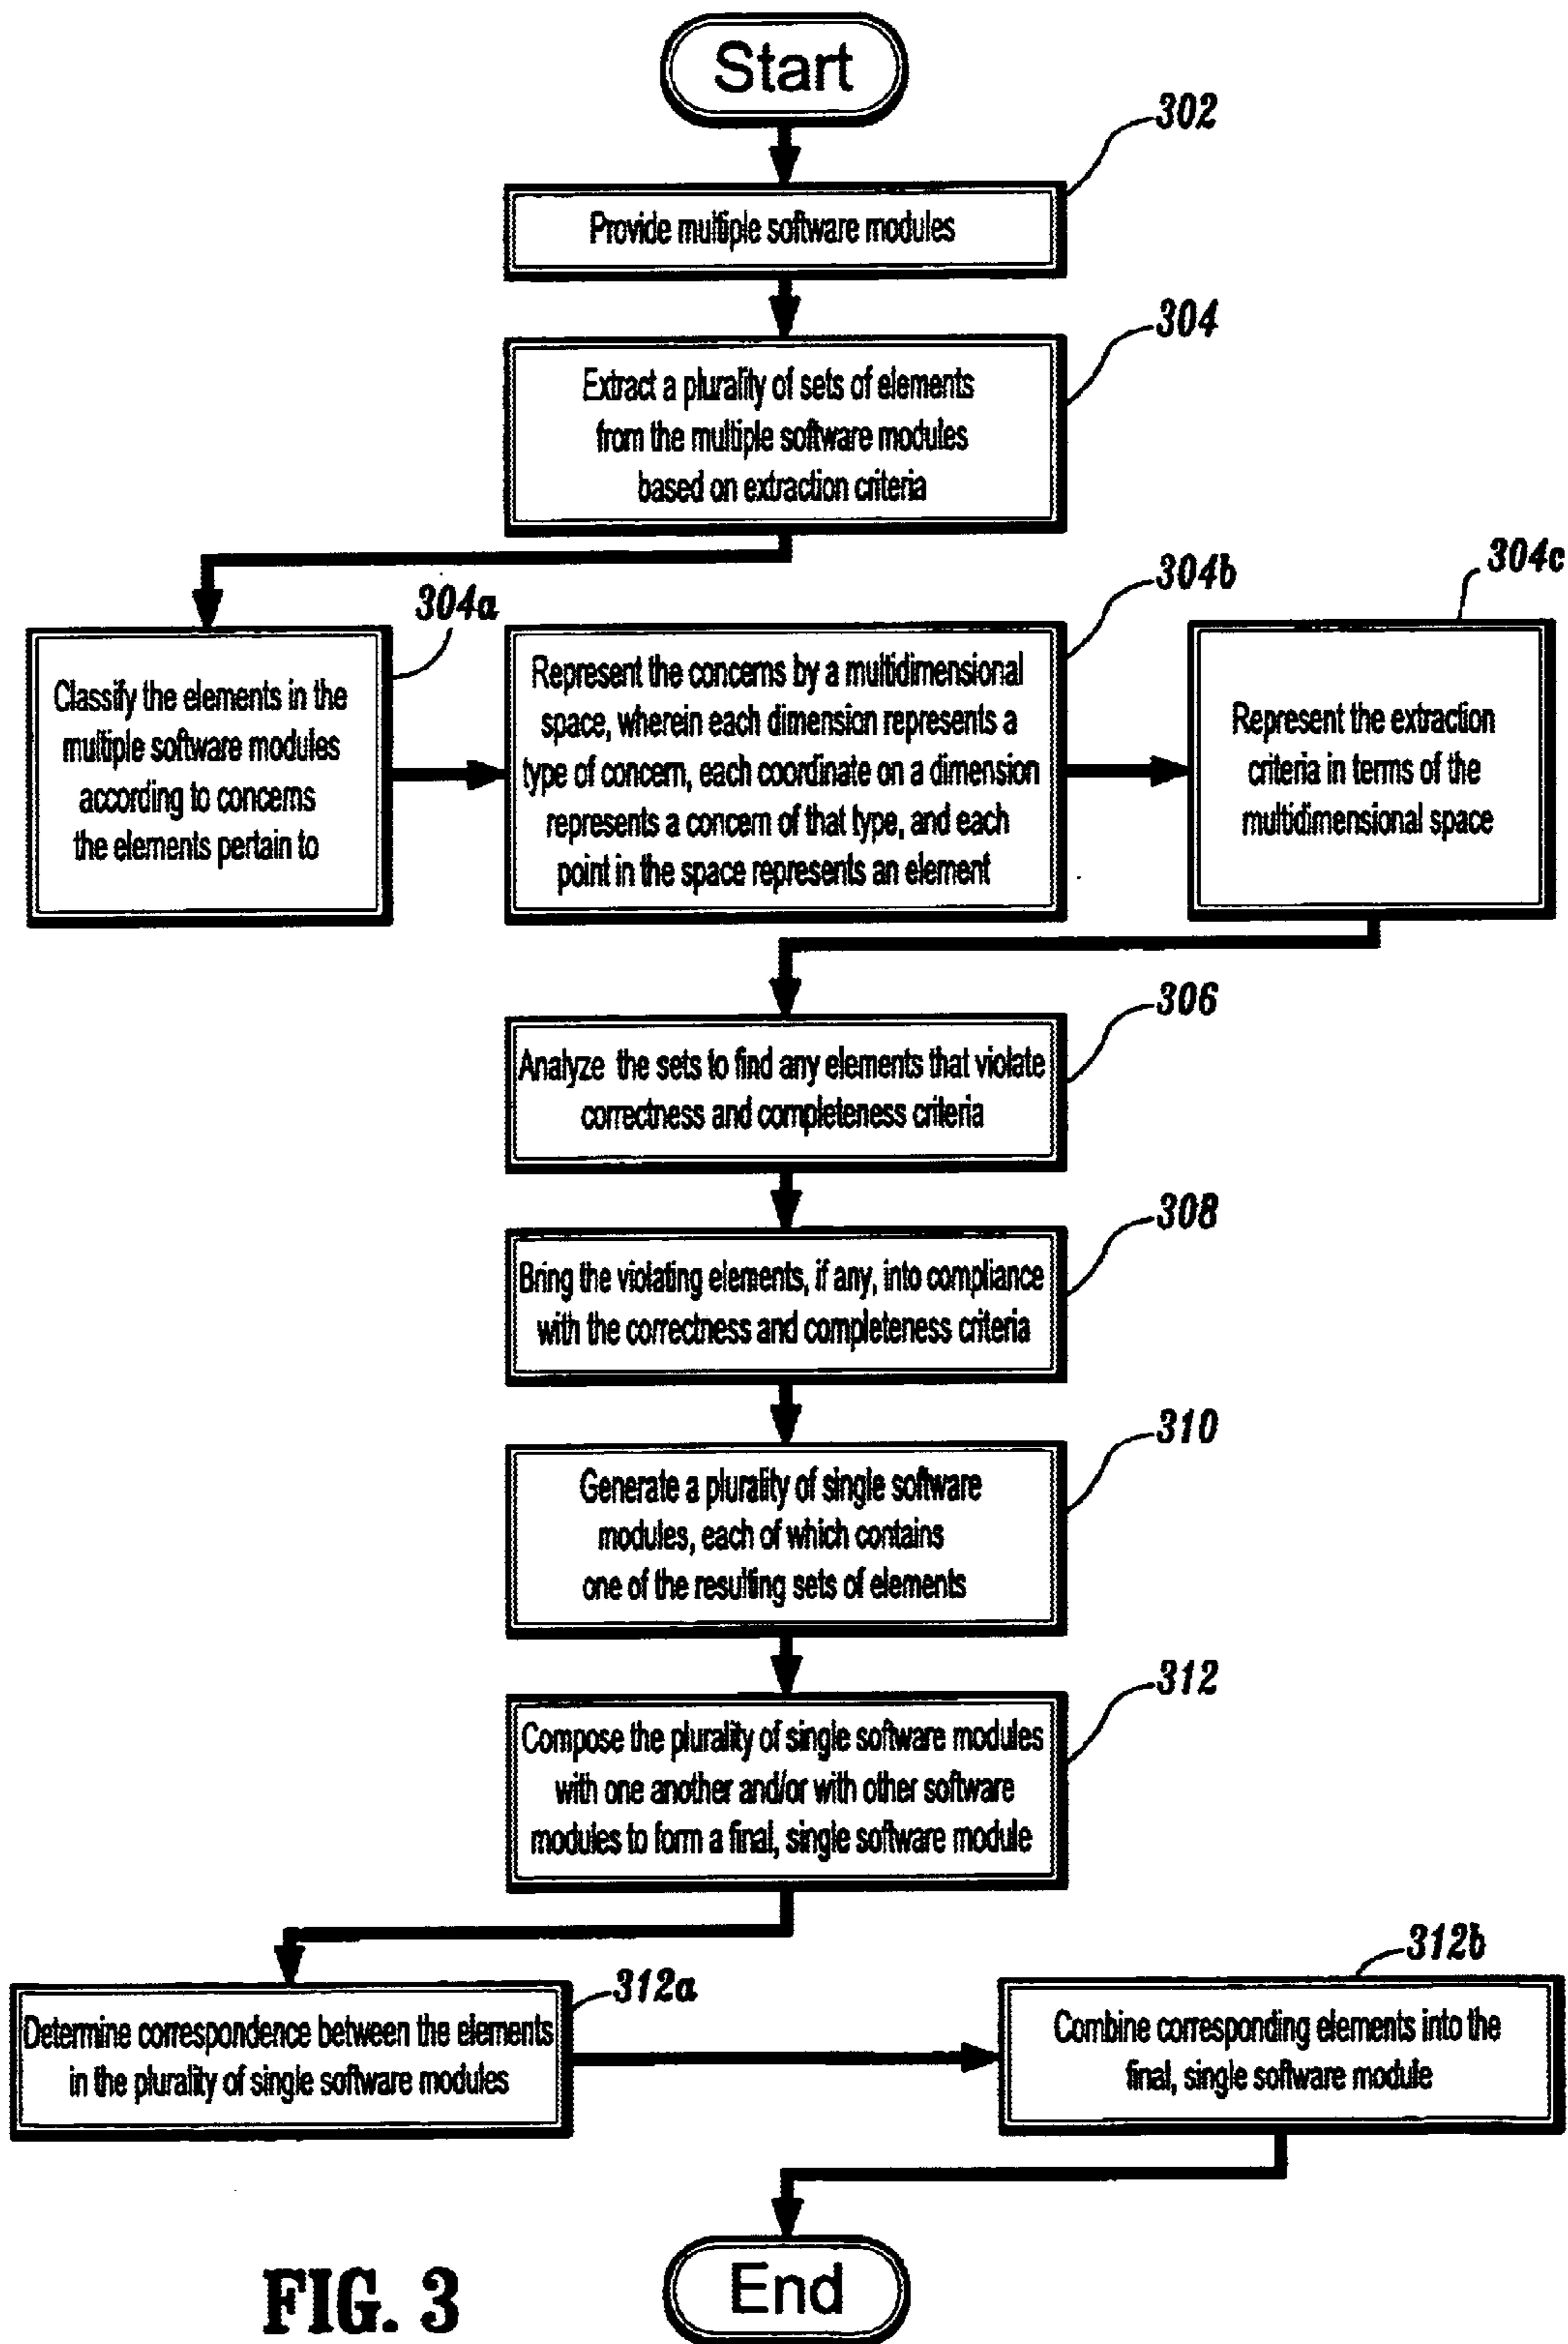 Start
302
Provide multiple software modules
304
Extract a plurality of sets of elements
from the multiple software modules
based on extraction criteria
304a
Classify the elements in the
multiple software modules
according to concerns
the elements pertain to
304b
Represent the concerns by a multidimensional
space, wherein each dimension represents a
type of concern, each coordinate on a dimension
represents a concern of that type, and each
point in the space represents an element
304c
Represent the extraction
criteria in terms of the
multidimensional space
306
Analyze the sets to find any elements that violate
correctness and completeness criteria
308
Bring the violating elements, if any, into compliance
with the correctness and completeness criteria
310
Generate a plurality of single software
modules, each of which contains
one of the resulting sets of elements
312
Compose the plurality of single software modules
with one another and/or with other software
modules to form a final, single software module
312a
Determine correspondence between the elements
in the plurality of single software modules
312b
Combine corresponding elements into the
final, single software module
End
FIG. 3